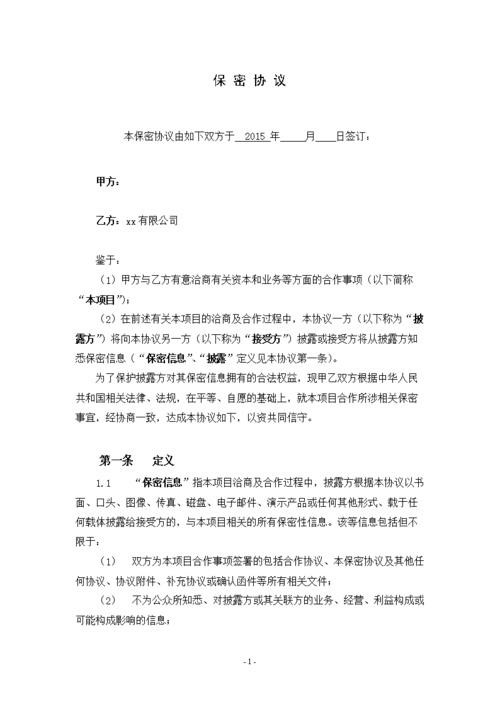 保 密 协 议
本保密协议由如下双方于 2015 年____月___日签订：
甲方：
乙方：xx 有限公司
鉴于：
（1）甲方与乙方有意洽商有关资本和业务等方面的合作事项（以下简称
“本项目”）；
（2）在前述有关本项目的洽商及合作过程中，本协议一方（以下称为“披
露方”）将向本协议另一方（以下称为“接受方”）披露或接受方将从披露方知
悉保密信息（“保密信息”、“披露”定义见本协议第一条）。
为了保护披露方对其保密信息拥有的合法权益，现甲乙双方根据中华人民
共和国相关法律、法规，在平等、自愿的基础上，就本项目合作所涉相关保密
事宜，经协商一致，达成本协议如下，以资共同信守。
第一条 定义
1.1 “保密信息”指本项目洽商及合作过程中，披露方根据本协议以书
面、口头、图像、传真、磁盘、电子邮件、演示产品或任何其他形式、载于任
何载体披露给接受方的，与本项目相关的所有保密性信息。该等信息包括但不
限于：
（1） 双方为本项目合作事项签署的包括合作协议、本保密协议及其他任
何协议、协议附件、补充协议或确认函件等所有相关文件；
（2） 不为公众所知悉、对披露方或其关联方的业务、经营、利益构成或
可能构成影响的信息；
- 1 -